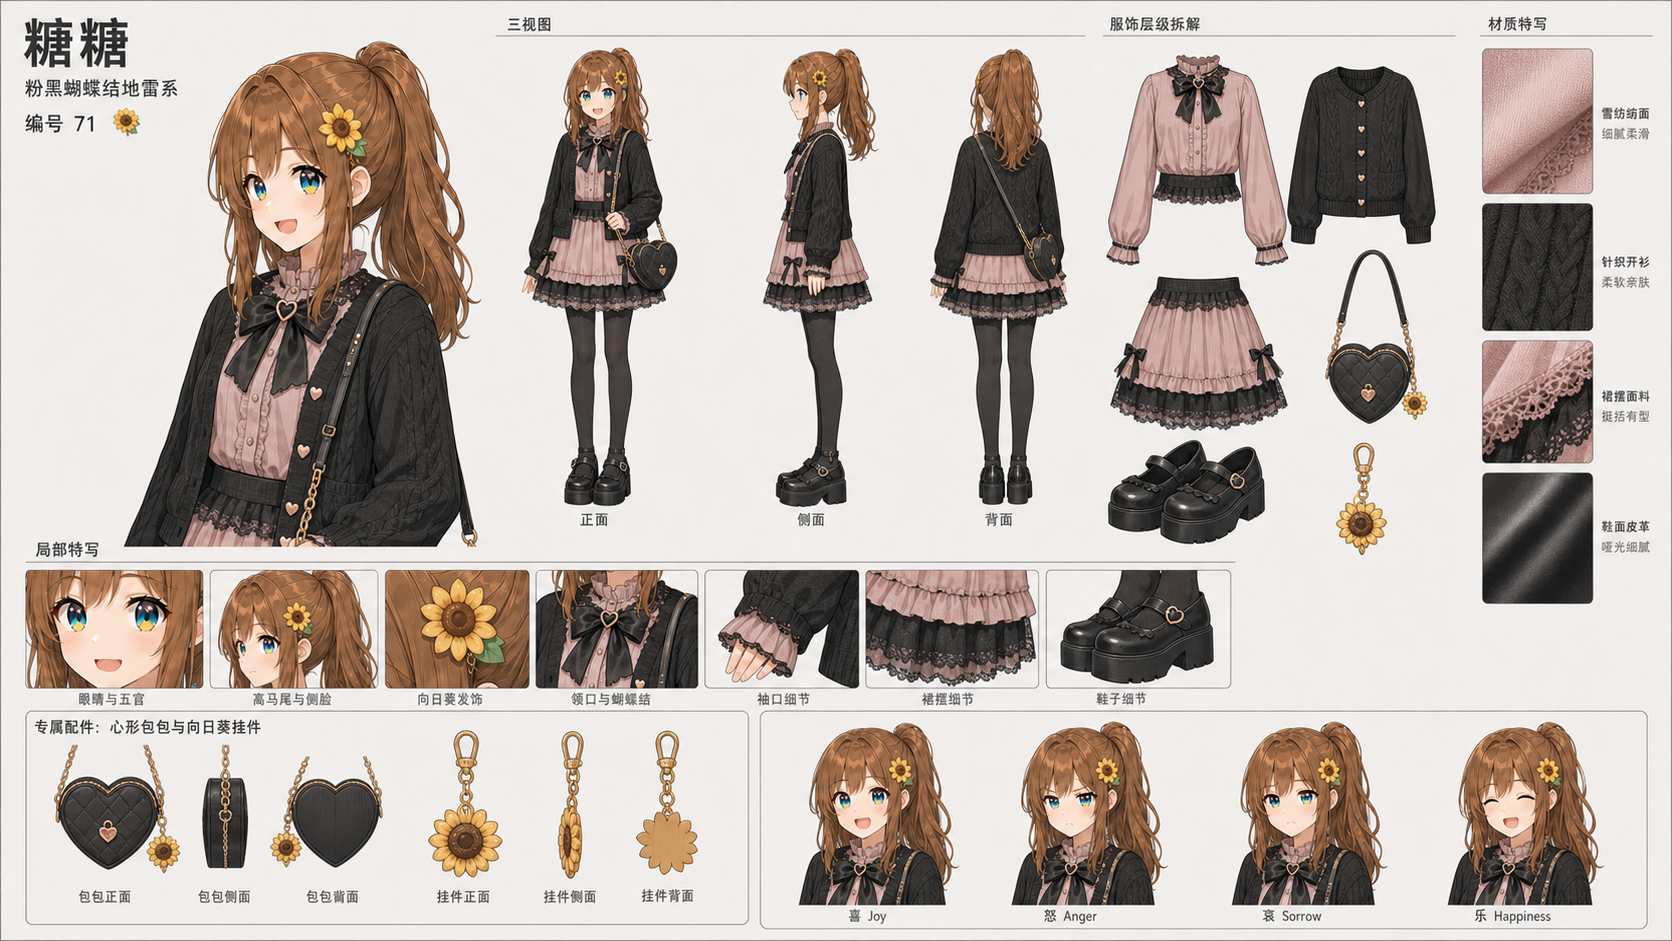 糖糖
粉黑蝴蝶结地雷系
编号 71
三视图
正面
侧面
背面
服饰层级拆解
材质特写
雪纺纺面
细腻柔滑
针织开衫
柔软亲肤
裙摆面料
挺括有型
鞋面皮革
哑光细腻
局部特写
眼睛与五官
高马尾与侧脸
向日葵发饰
领口与蝴蝶结
袖口细节
裙摆细节
鞋子细节
专属配件：心形包包与向日葵挂件
包包正面
包包侧面
包包背面
挂件正面
挂件侧面
挂件背面
喜 Joy
怒 Anger
哀 Sorrow
乐 Happiness